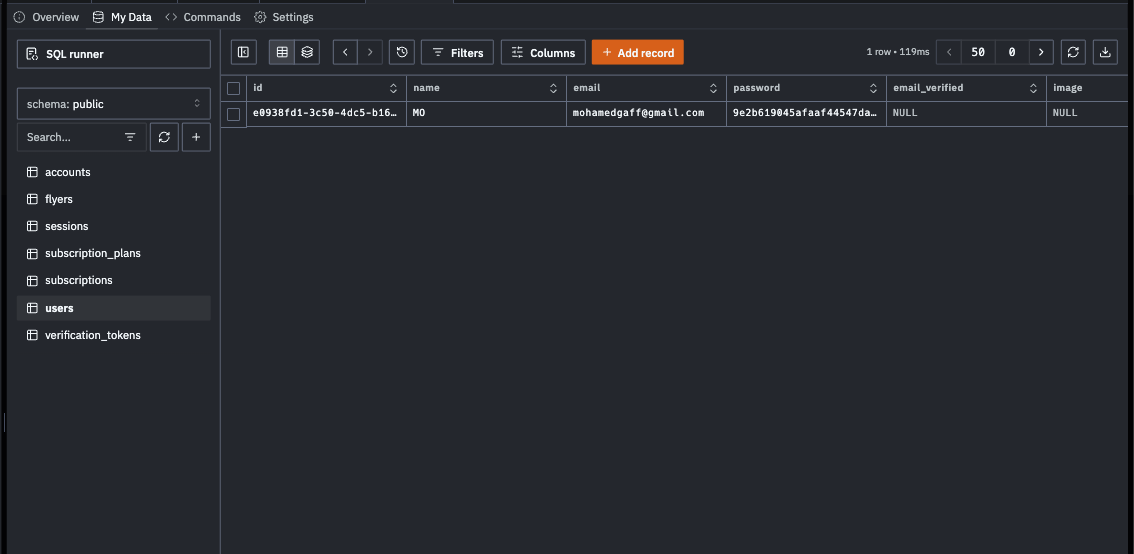 Overview My Data Commands Settings
SQL runner
Filters Columns + Add record 1 row • 119ms 50 0
schema: public
Search...
accounts
flyers
sessions
subscription_plans
subscriptions
users
verification_tokens
id name email password email_verified image
e0938fd1-3c50-4dc5-b16… MO mohamedgaff@gmail.com 9e2b619045afaaf44547da… NULL NULL